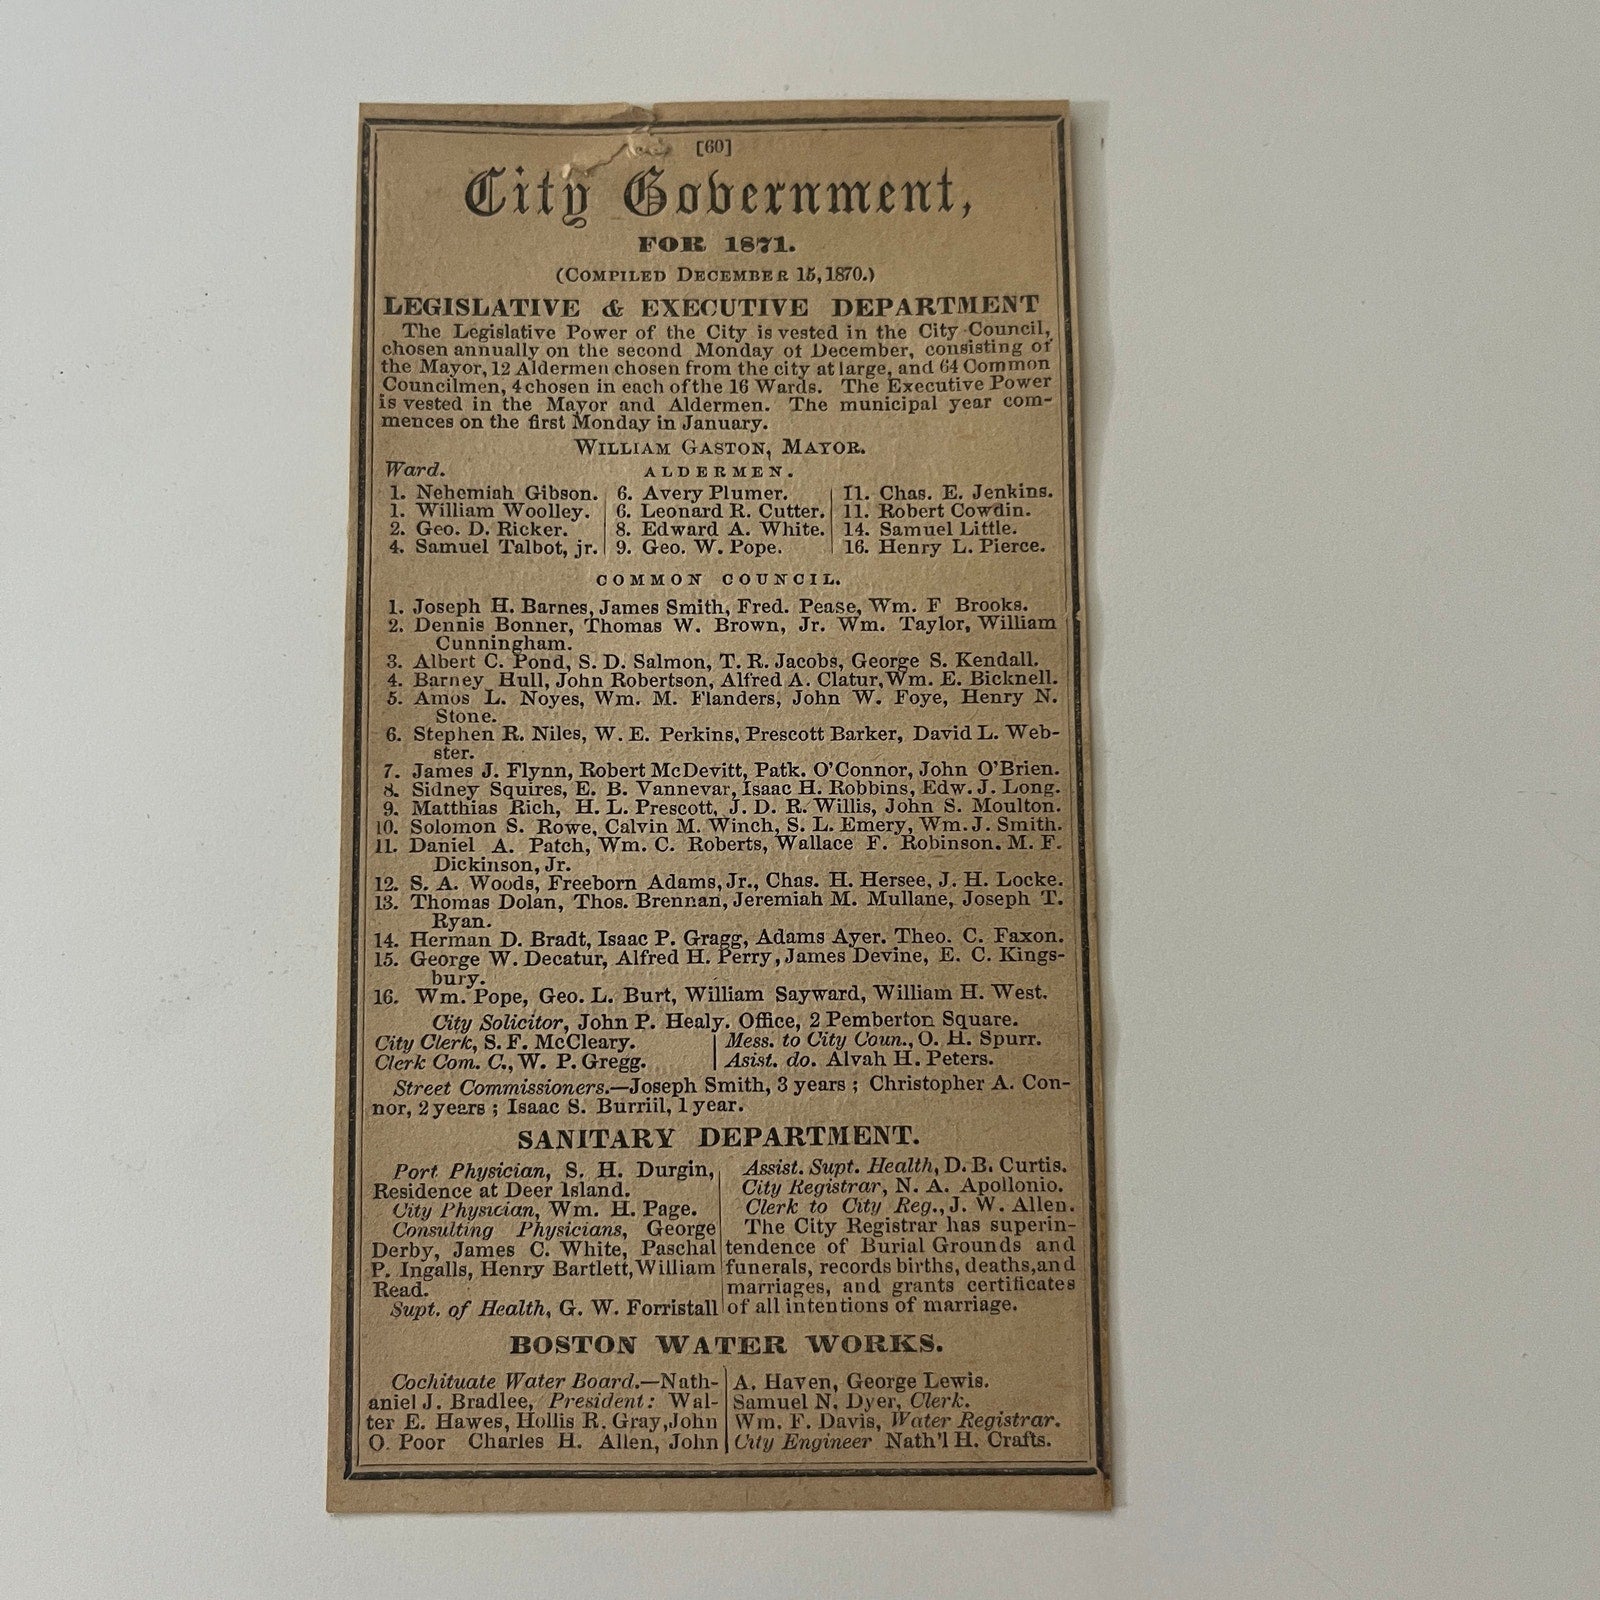 [60]
City Government,
FOR 1871.
(COMPILED DECEMBER 15, 1870.)
LEGISLATIVE & EXECUTIVE DEPARTMENT
The Legislative Power of the City is vested in the City Council,
chosen annually on the second Monday of December, consisting of
the Mayor, 12 Aldermen chosen from the city at large, and 64 Common
Councilmen, 4 chosen in each of the 16 Wards. The Executive Power
is vested in the Mayor and Aldermen. The municipal year com-
mences on the first Monday in January.
WILLIAM GASTON, MAYOR.
Ward.
ALDERMEN.
1. Nehemiah Gibson.
1. William Woolley.
2. Geo. D. Ricker.
4. Samuel Talbot, jr.
6. Avery Plumer.
6. Leonard R. Cutter.
8. Edward A. White.
9. Geo. W. Pope.
11. Chas. E. Jenkins.
11. Robert Cowdin.
14. Samuel Little.
16. Henry L. Pierce.
COMMON COUNCIL.
1. Joseph H. Barnes, James Smith, Fred. Pease, Wm. F Brooks.
2. Dennis Bonner, Thomas W. Brown, Jr. Wm. Taylor, William
Cunningham.
3. Albert C. Pond, S. D. Salmon, T. R. Jacobs, George S. Kendall.
4. Barney Hull, John Robertson, Alfred A. Clatur, Wm. E. Bicknell.
5. Amos L. Noyes, Wm. M. Flanders, John W. Foye, Henry N.
Stone.
6. Stephen R. Niles, W. E. Perkins, Prescott Barker, David L. Web-
ster.
7. James J. Flynn, Robert McDevitt, Patk. O'Connor, John O'Brien.
8. Sidney Squires, E. B. Vannevar, Isaac H. Robbins, Edw. J. Long.
9. Matthias Rich, H. L. Prescott, J. D. R. Willis, John S. Moulton.
10. Solomon S. Rowe, Calvin M. Winch, S. L. Emery, Wm. J. Smith.
11. Daniel A. Patch, Wm. C. Roberts, Wallace F. Robinson. M. F.
Dickinson, Jr.
12. S. A. Woods, Freeborn Adams, Jr., Chas. H. Hersee, J. H. Locke.
13. Thomas Dolan, Thos. Brennan, Jeremiah M. Mullane, Joseph T.
Ryan.
14. Herman D. Bradt, Isaac P. Gragg, Adams Ayer. Theo. C. Faxon.
15. George W. Decatur, Alfred H. Perry, James Devine, E. C. Kings-
bury.
16. Wm. Pope, Geo. L. Burt, William Sayward, William H. West.
City Solicitor, John P. Healy. Office, 2 Pemberton Square.
City Clerk, S. F. McCleary.
Clerk Com. C., W. P. Gregg.
Mess. to City Coun., O. H. Spurr.
Asist. do. Alvah H. Peters.
Street Commissioners.—Joseph Smith, 3 years ; Christopher A. Con-
nor, 2 years ; Isaac S. Burriil, 1 year.
SANITARY DEPARTMENT.
Port Physician, S. H. Durgin,
Residence at Deer Island.
City Physician, Wm. H. Page.
Consulting Physicians, George
Derby, James C. White, Paschal
P. Ingalls, Henry Bartlett, William
Read.
Supt. of Health, G. W. Forristall
Assist. Supt. Health, D. B. Curtis.
City Registrar, N. A. Apollonio.
Clerk to City Reg., J. W. Allen.
The City Registrar has superin-
tendence of Burial Grounds and
funerals, records births, deaths, and
marriages, and grants certificates
of all intentions of marriage.
BOSTON WATER WORKS.
Cochituate Water Board.—Nath-
aniel J. Bradlee, President: Wal-
ter E. Hawes, Hollis R. Gray, John
O. Poor Charles H. Allen, John
A. Haven, George Lewis.
Samuel N. Dyer, Clerk.
Wm. F. Davis, Water Registrar.
City Engineer Nath'l H. Crafts.